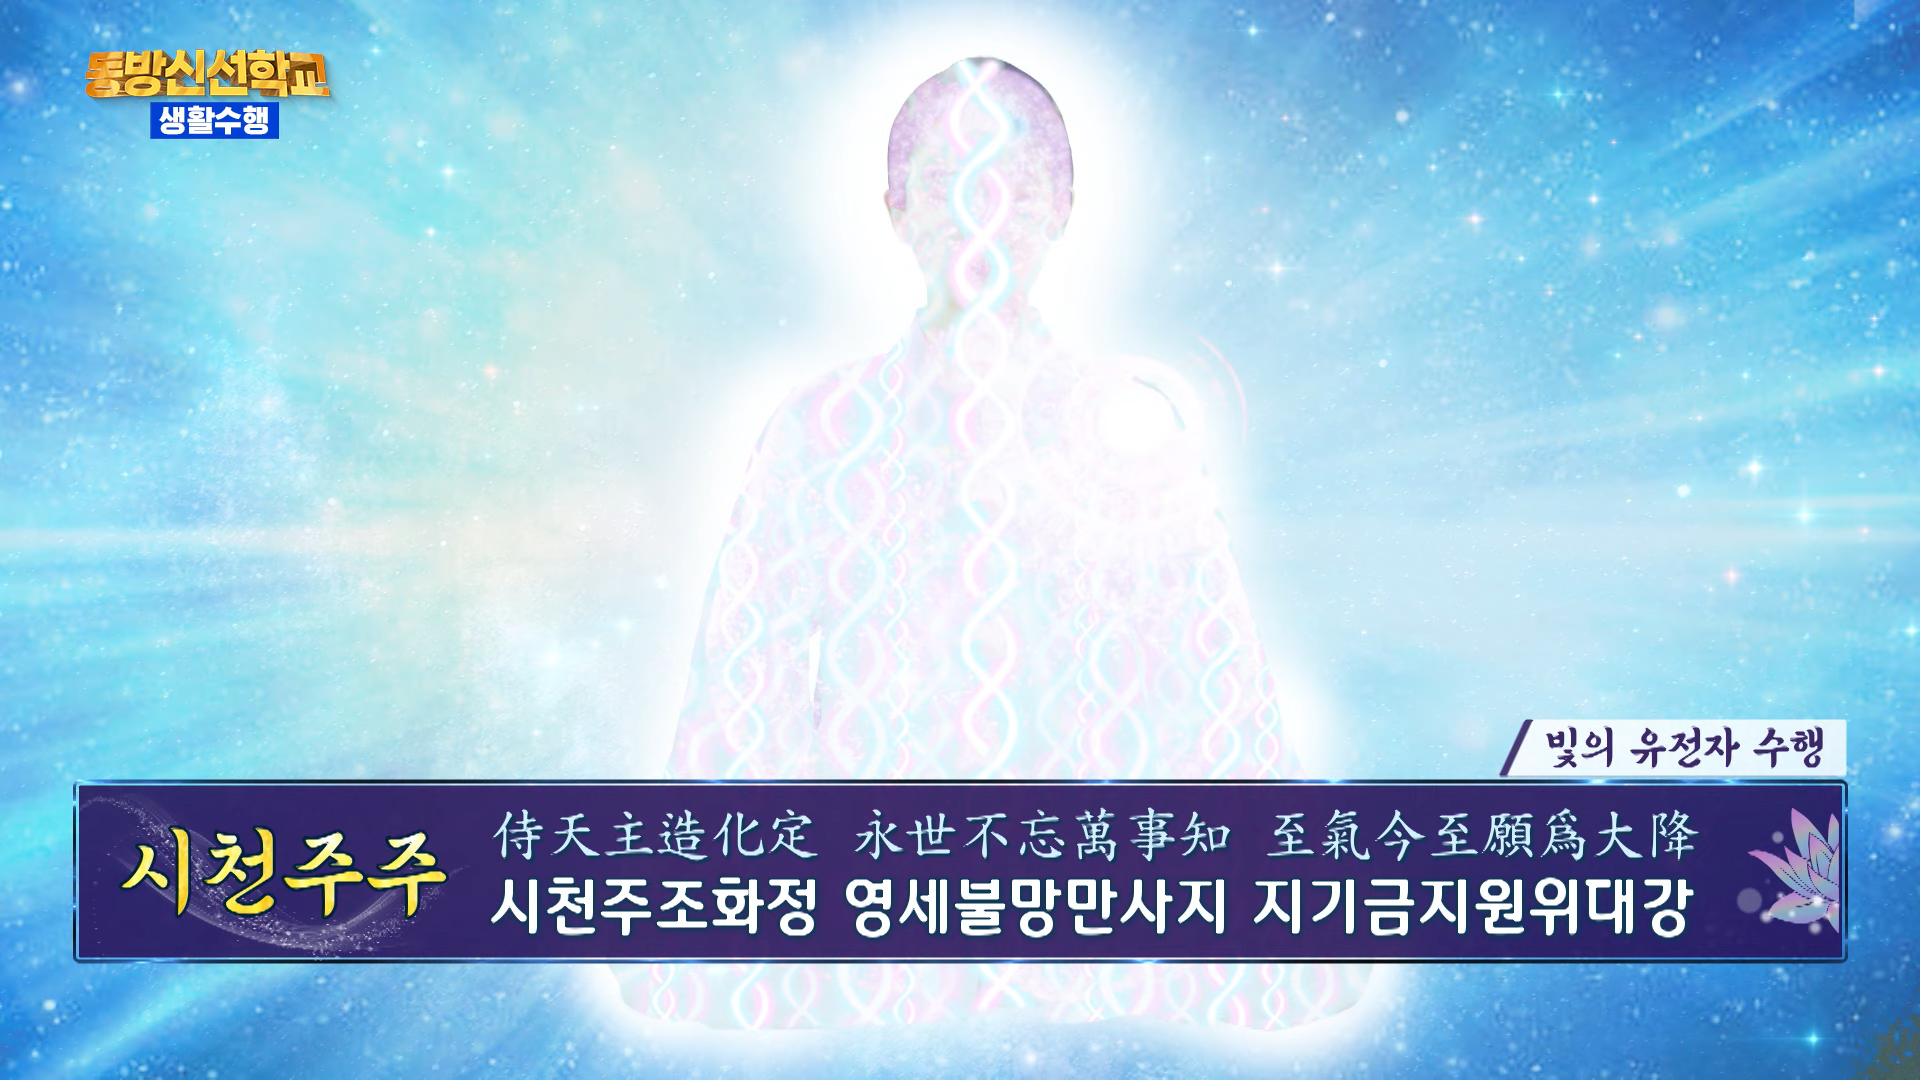 동방신선학교
생활수행
빛의 유전자 수행
시천주주
侍天主造化定 永世不忘萬事知 至氣今至願爲大降
시천주조화정 영세불망만사지 지기금지원위대강